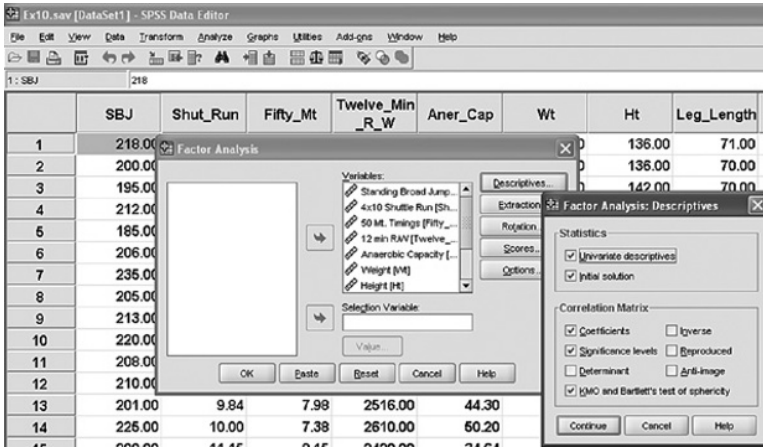 Ex10.sav [DataSet1] - SPSS Data Editor
File Edit View Data Transform Analyze Graphs Utilities Add-ons Window Help
1 : SBJ 218
SBJ Shut_Run Fifty_Mt Twelve_Min_R_W Aner_Cap Wt Ht Leg_Length
1 218.00 136.00 71.00
2 200.00 136.00 70.00
3 195.00 142.00 70.00
4 212.00
5 185.00
6 206.00
7 235.00
8 205.00
9 213.00
10 220.00
11 208.00
12 210.00
13 201.00 9.84 7.98 2516.00 44.30
14 225.00 10.00 7.38 2610.00 50.20
Factor Analysis
Variables:
Standing Broad Jump...
4x10 Shuttle Run [Sh...
50 Mt. Timings [Fifty_...
12 min R/W [Twelve_...
Anaerobic Capacity [...
Weight [Wt]
Height [Ht]
Selection Variable:
Value...
Descriptives...
Extraction
Rotation...
Scores...
Options...
OK Paste Reset Cancel Help
Factor Analysis: Descriptives
Statistics
Univariate descriptives
Initial solution
Correlation Matrix
Coefficients Inverse
Significance levels Reproduced
Determinant Anti-image
KMO and Bartlett's test of sphericity
Continue Cancel Help